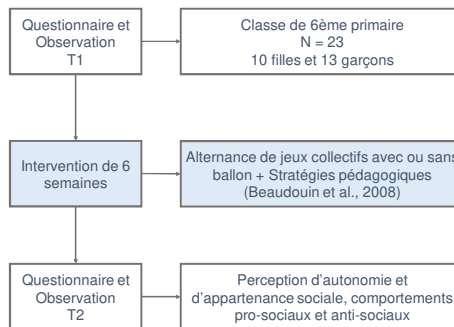 Questionnaire et
Observation
T1
Classe de 6ème primaire
N = 23
10 filles et 13 garçons
Intervention de 6
semaines
Alternance de jeux collectifs avec ou sans
ballon + Stratégies pédagogiques
(Beaudouin et al., 2008)
Questionnaire et
Observation
T2
Perception d'autonomie et
d'appartenance sociale, comportements
pro-sociaux et anti-sociaux